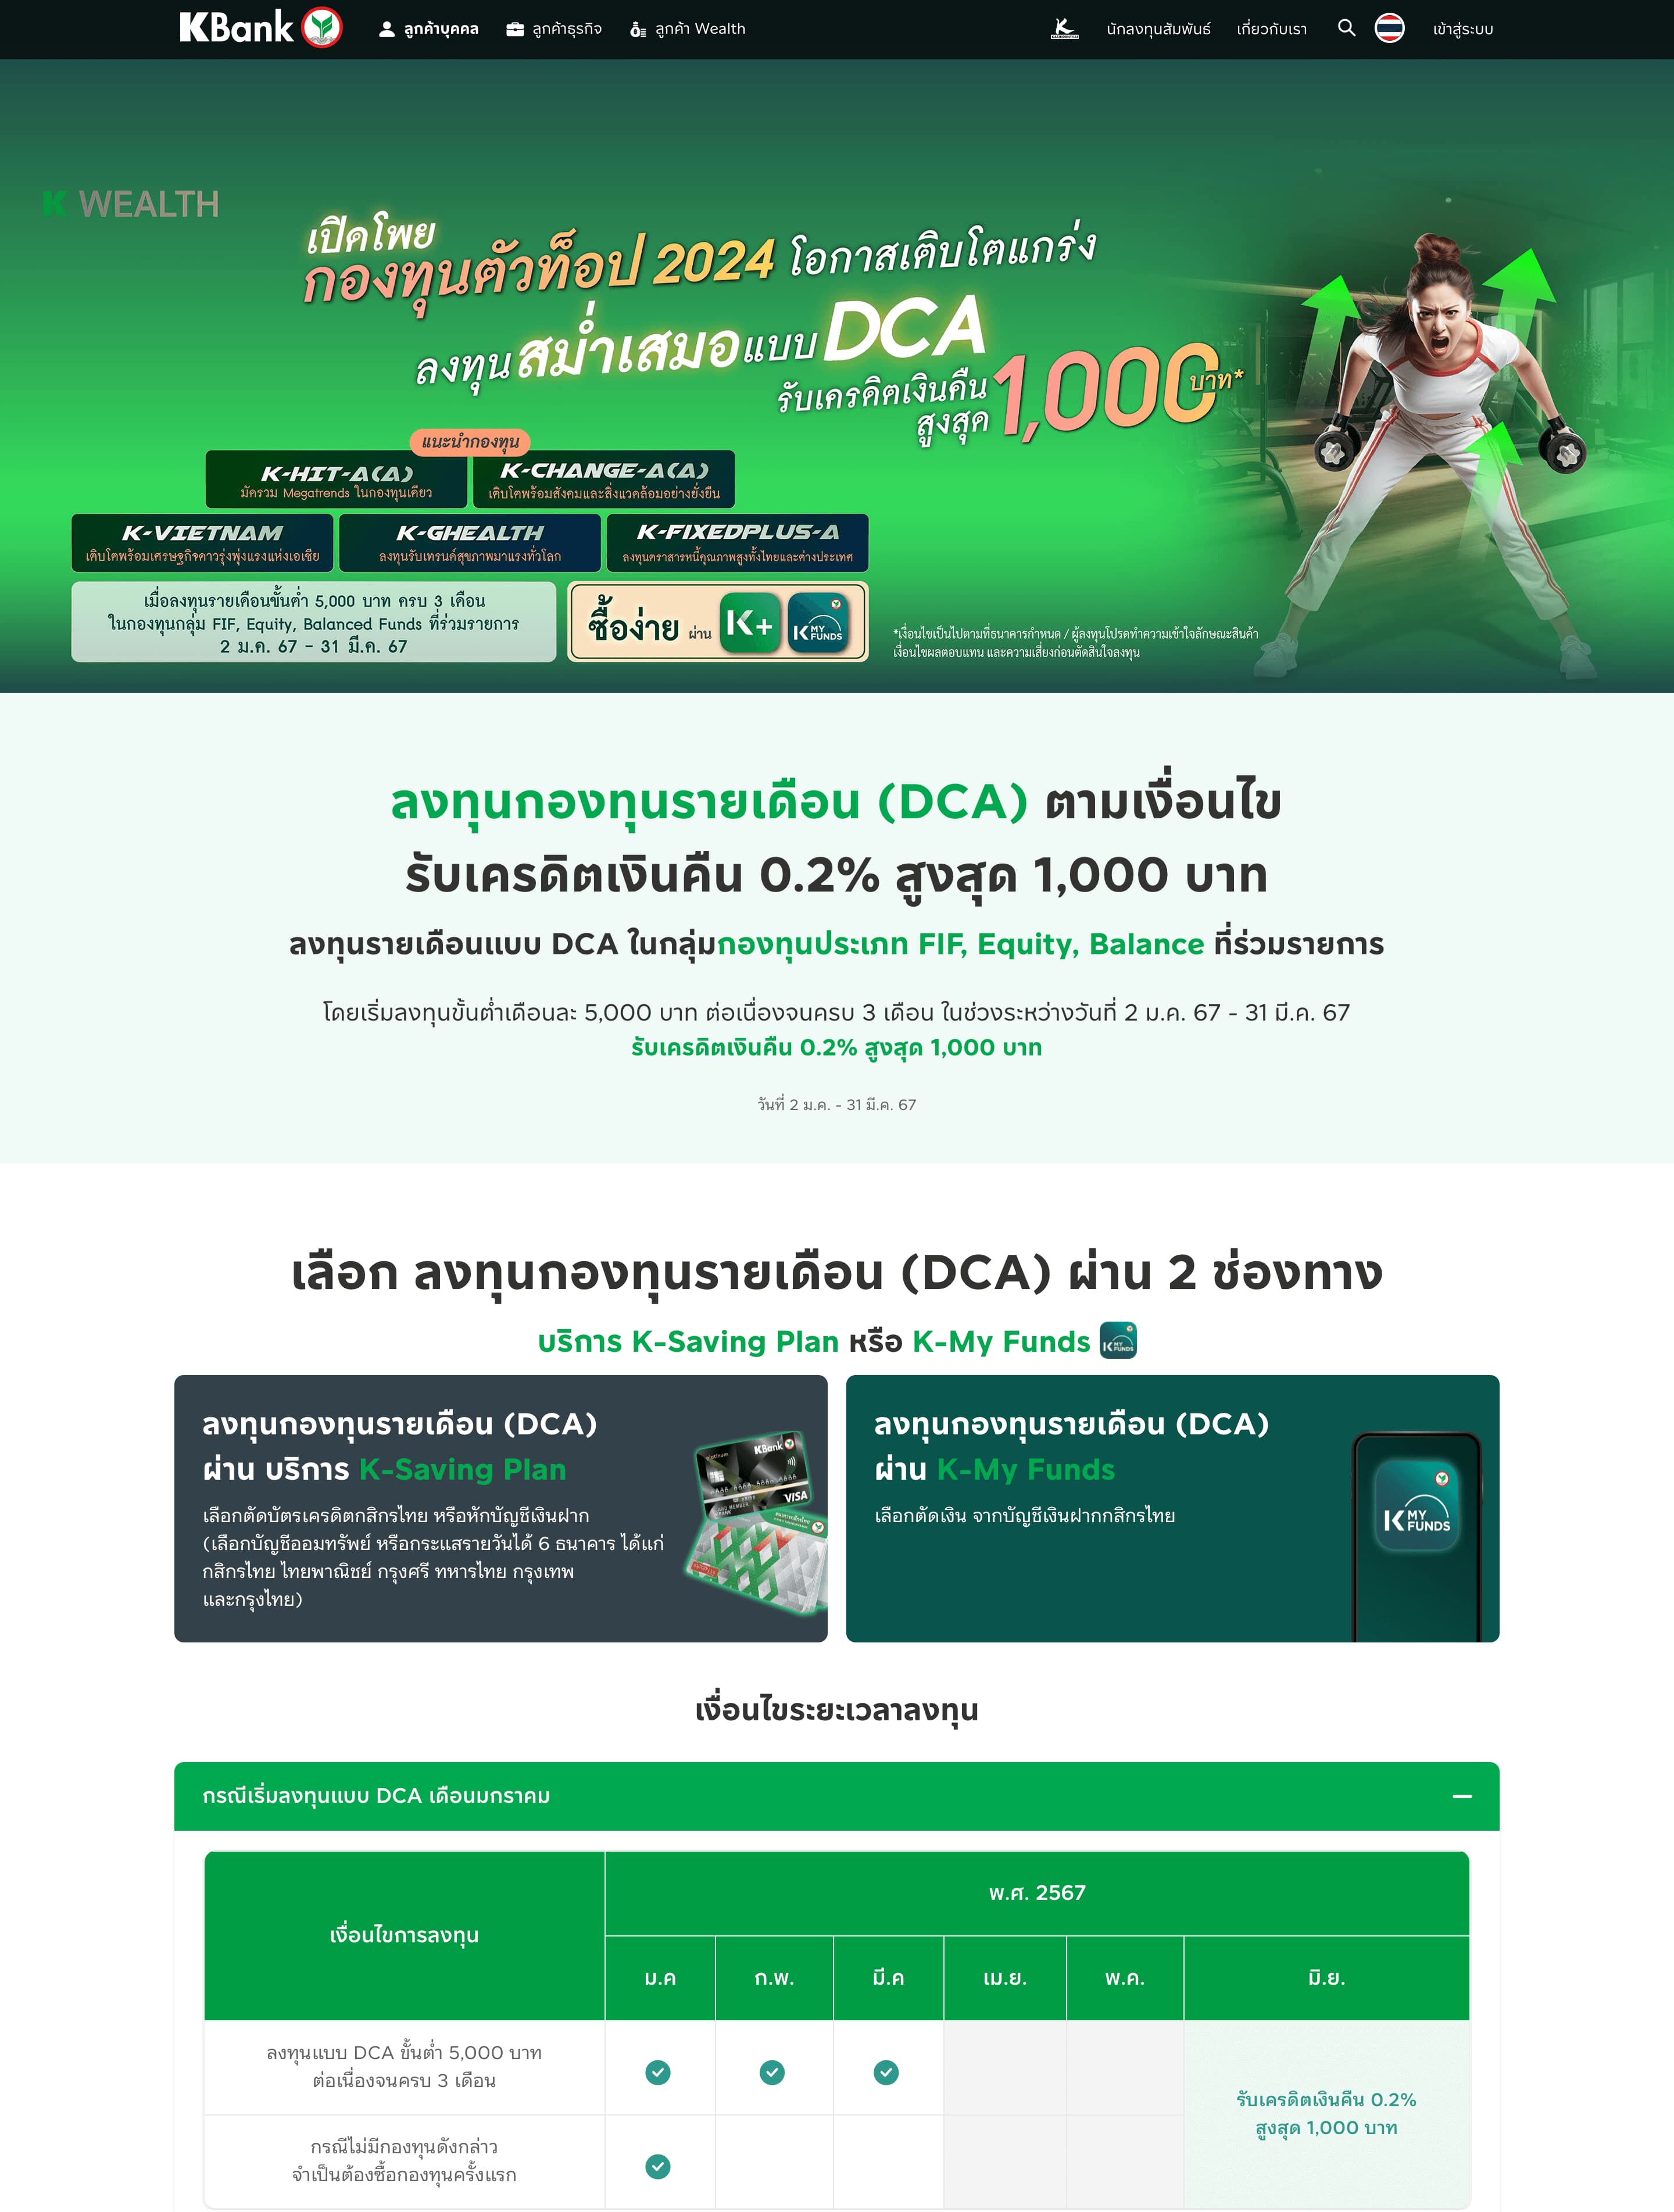 KBank
ลูกค้าบุคคล
ลูกค้าธุรกิจ
ลูกค้า Wealth
นักลงทุนสัมพันธ์
เกี่ยวกับเรา
เข้าสู่ระบบ
K WEALTH
เปิดโพย
กองทุนตัวท็อป 2024 โอกาสเติบโตแกร่ง
ลงทุนสม่ำเสมอแบบ DCA
รับเครดิตเงินคืน
สูงสุด 1,000 บาท*
แนะนำกองทุน
K-HIT-A(A)
มัดรวม Megatrends ในกองทุนเดียว
K-CHANGE-A(A)
เติบโตพร้อมสังคมและสิ่งแวดล้อมอย่างยั่งยืน
K-VIETNAM
เติบโตพร้อมเศรษฐกิจดาวรุ่งพุ่งแรงแห่งเอเชีย
K-GHEALTH
ลงทุนรับเทรนด์สุขภาพมาแรงทั่วโลก
K-FIXEDPLUS-A
ลงทุนตราสารหนี้คุณภาพสูงทั้งไทยและต่างประเทศ
เมื่อลงทุนรายเดือนขั้นต่ำ 5,000 บาท ครบ 3 เดือน
ในกองทุนกลุ่ม FIF, Equity, Balanced Funds ที่ร่วมรายการ
2 ม.ค. 67 - 31 มี.ค. 67
ซื้อง่าย ผ่าน K+ K MY FUNDS
*เงื่อนไขเป็นไปตามที่ธนาคารกำหนด / ผู้ลงทุนโปรดทำความเข้าใจลักษณะสินค้า
เงื่อนไขผลตอบแทน และความเสี่ยงก่อนตัดสินใจลงทุน
ลงทุนกองทุนรายเดือน (DCA) ตามเงื่อนไข
รับเครดิตเงินคืน 0.2% สูงสุด 1,000 บาท
ลงทุนรายเดือนแบบ DCA ในกลุ่มกองทุนประเภท FIF, Equity, Balance ที่ร่วมรายการ
โดยเริ่มลงทุนขั้นต่ำเดือนละ 5,000 บาท ต่อเนื่องจนครบ 3 เดือน ในช่วงระหว่างวันที่ 2 ม.ค. 67 - 31 มี.ค. 67
รับเครดิตเงินคืน 0.2% สูงสุด 1,000 บาท
วันที่ 2 ม.ค. - 31 มี.ค. 67
เลือก ลงทุนกองทุนรายเดือน (DCA) ผ่าน 2 ช่องทาง
บริการ K-Saving Plan หรือ K-My Funds K MY FUNDS
ลงทุนกองทุนรายเดือน (DCA)
ผ่าน บริการ K-Saving Plan
เลือกตัดบัตรเครดิตกสิกรไทย หรือหักบัญชีเงินฝาก
(เลือกบัญชีออมทรัพย์ หรือกระแสรายวันได้ 6 ธนาคาร ได้แก่
กสิกรไทย ไทยพาณิชย์ กรุงศรี ทหารไทย กรุงเทพ
และกรุงไทย)
KBank
VISA
ลงทุนกองทุนรายเดือน (DCA)
ผ่าน K-My Funds
เลือกตัดเงิน จากบัญชีเงินฝากกสิกรไทย
K MY FUNDS
เงื่อนไขระยะเวลาลงทุน
กรณีเริ่มลงทุนแบบ DCA เดือนมกราคม
เงื่อนไขการลงทุน
พ.ศ. 2567
ม.ค ก.พ. มี.ค เม.ย. พ.ค. มิ.ย.
ลงทุนแบบ DCA ขั้นต่ำ 5,000 บาท
ต่อเนื่องจนครบ 3 เดือน
รับเครดิตเงินคืน 0.2%
สูงสุด 1,000 บาท
กรณีไม่มีกองทุนดังกล่าว
จำเป็นต้องซื้อกองทุนครั้งแรก